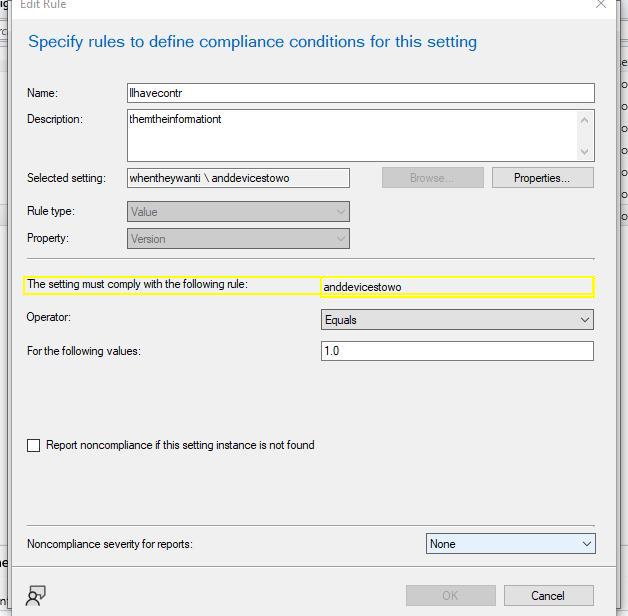 Edit Rule
Specify rules to define compliance conditions for this setting
Name:
llhavecontr
Description:
themtheinformationt
Selected setting:
whentheywanti \ anddevicestowo
Browse...
Properties...
Rule type:
Value
Property:
Version
The setting must comply with the following rule:
anddevicestowo
Operator:
Equals
For the following values:
1.0
Report noncompliance if this setting instance is not found
Noncompliance severity for reports:
None
OK
Cancel